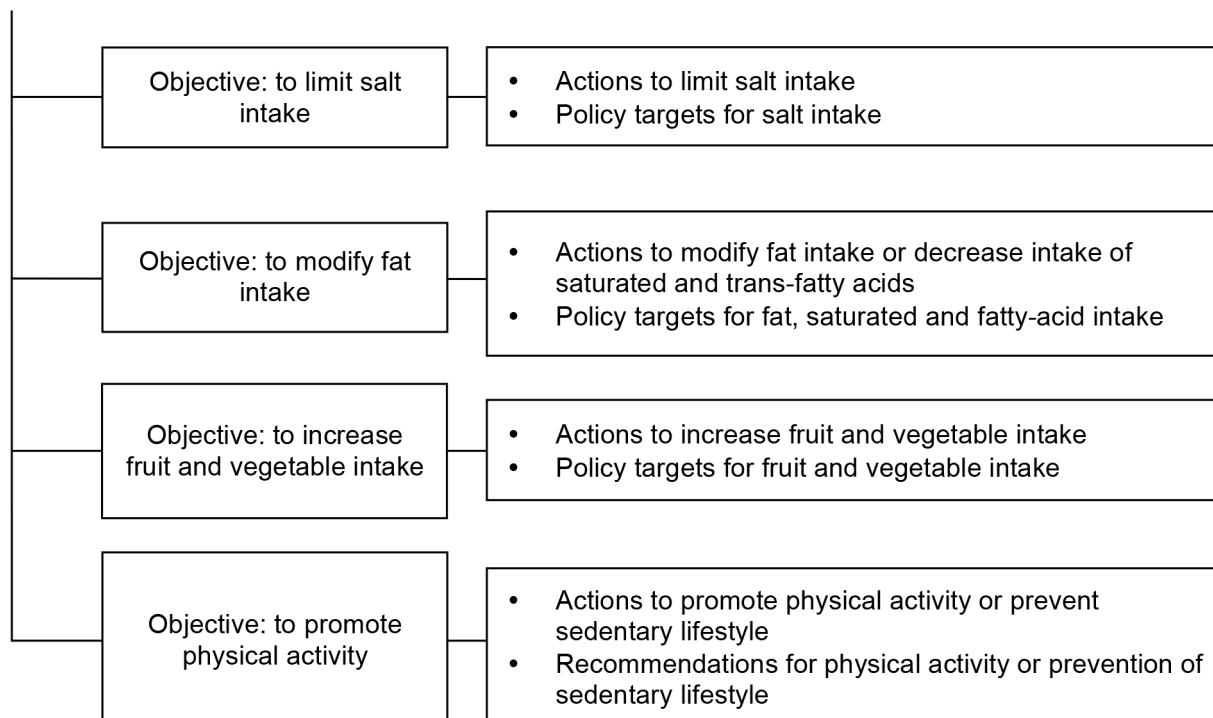 Objective: to limit salt
intake
• Actions to limit salt intake
• Policy targets for salt intake
Objective: to modify fat
intake
• Actions to modify fat intake or decrease intake of
saturated and trans-fatty acids
• Policy targets for fat, saturated and fatty-acid intake
Objective: to increase
fruit and vegetable intake
• Actions to increase fruit and vegetable intake
• Policy targets for fruit and vegetable intake
Objective: to promote
physical activity
• Actions to promote physical activity or prevent
sedentary lifestyle
• Recommendations for physical activity or prevention of
sedentary lifestyle